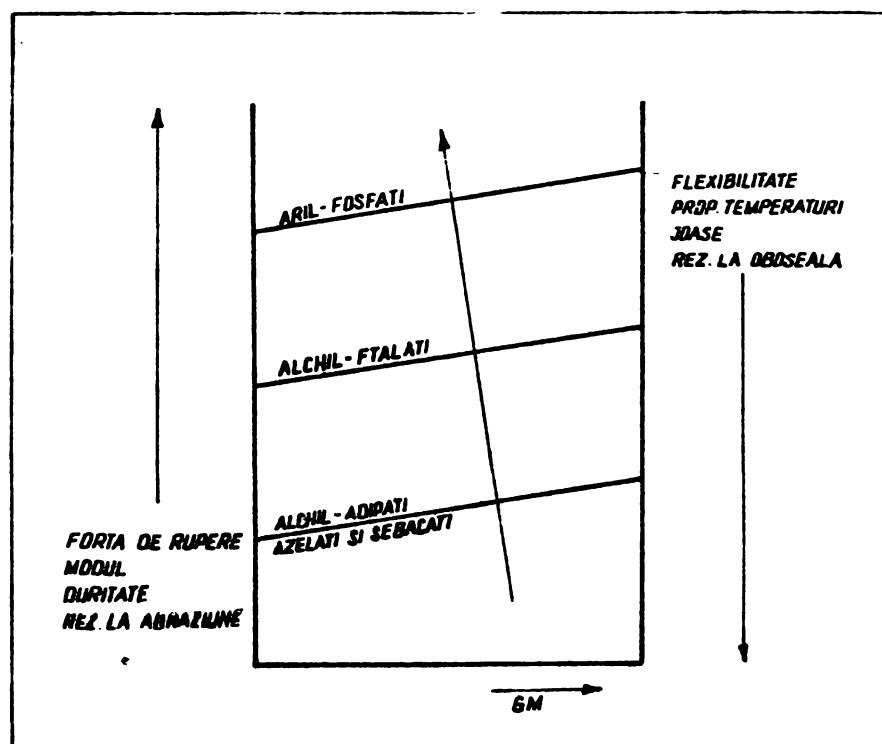 ARIL-FOSFATI
ALCHIL-FTALATI
ALCHIL-ADIPATI
AZELATI SI SEBACATI
FORTA DE RUPERE
MODUL
DURITATE
REZ. LA ABRAZIUNE
FLEXIBILITATE
PROP. TEMPERATURI
JOASE
REZ. LA OBOSEALA
GM